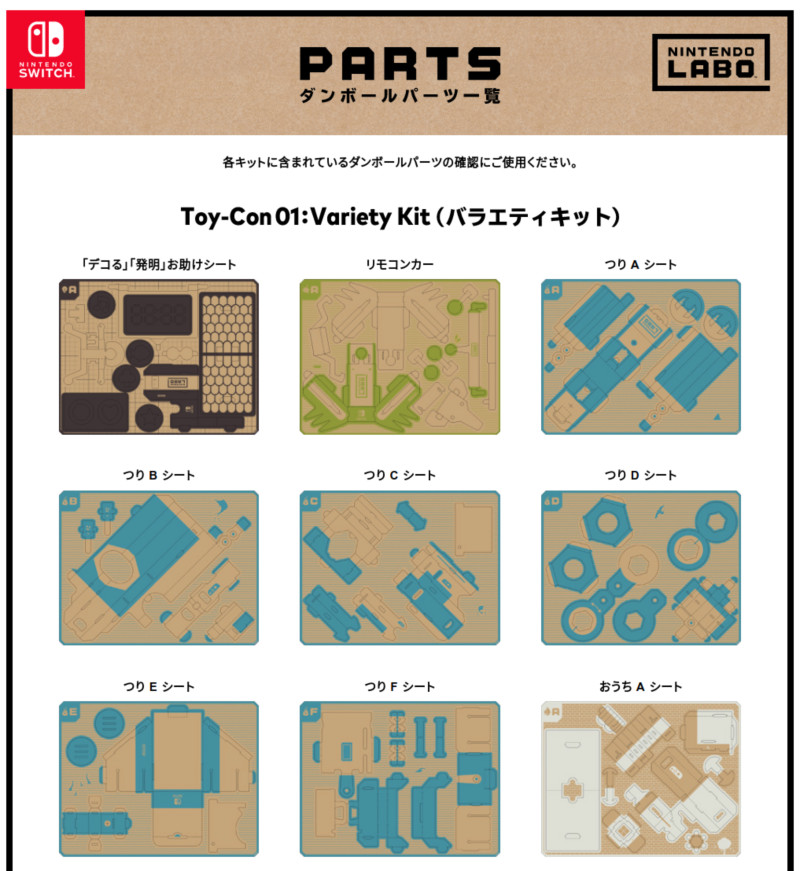 NINTENDO
SWITCH
PARTS
ダンボールパーツ一覧
NINTENDO
LABO
各キットに含まれているダンボールパーツの確認にご使用ください。
Toy-Con 01:Variety Kit（バラエティキット）
「デコる」「発明」お助けシート
リモコンカー
つり A シート
A
A
A
つり B シート
つり C シート
つり D シート
B
C
D
つり E シート
つり F シート
おうち A シート
E
F
A